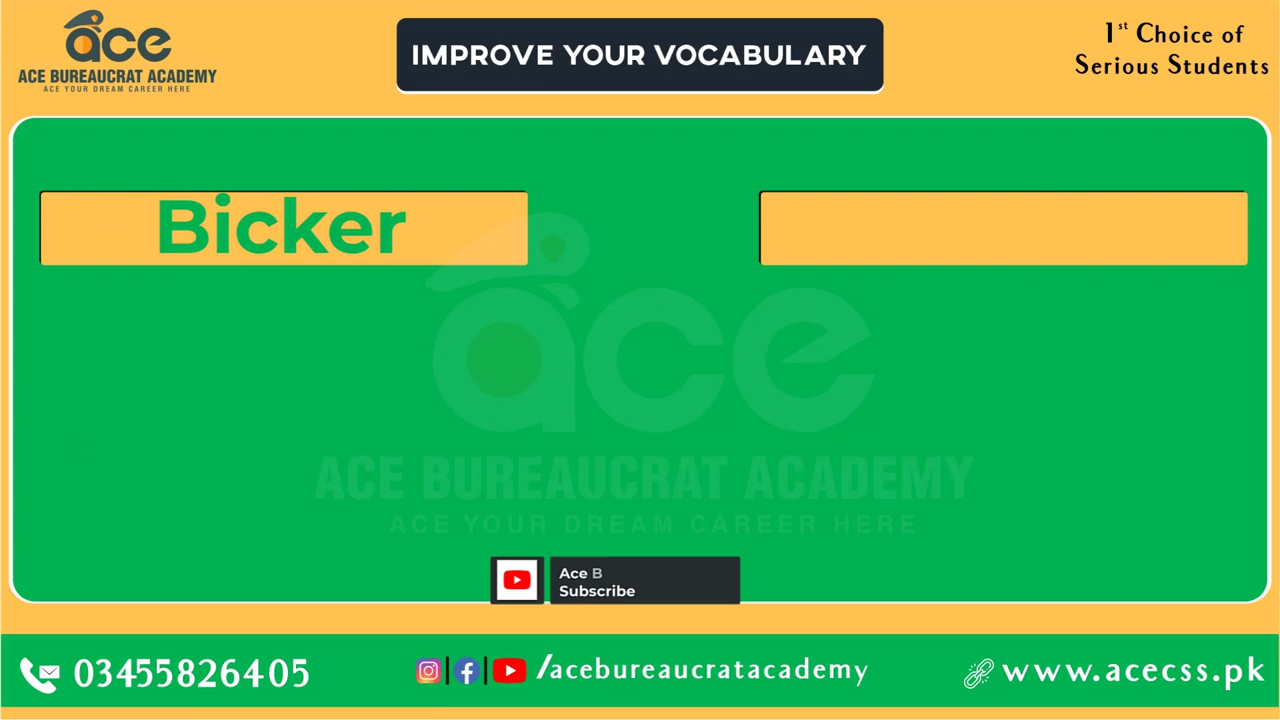 ace
ACE BUREAUCRAT ACADEMY
ACE YOUR DREAM CAREER HERE
IMPROVE YOUR VOCABULARY
1st Choice of
Serious Students
Bicker
ace
ACE BUREAUCRAT ACADEMY
ACE YOUR DREAM CAREER HERE
Ace B
Subscribe
03455826405
/acebureaucratacademy
www.acecss.pk